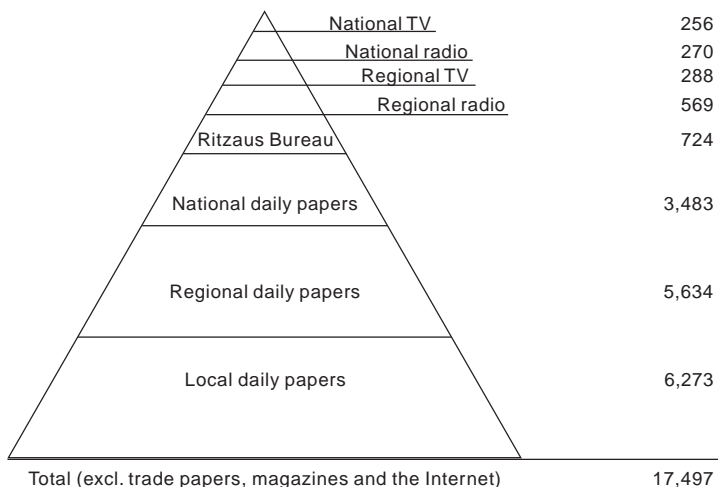 National TV 256
National radio 270
Regional TV 288
Regional radio 569
Ritzaus Bureau 724
National daily papers 3,483
Regional daily papers 5,634
Local daily papers 6,273
Total (excl. trade papers, magazines and the Internet) 17,497